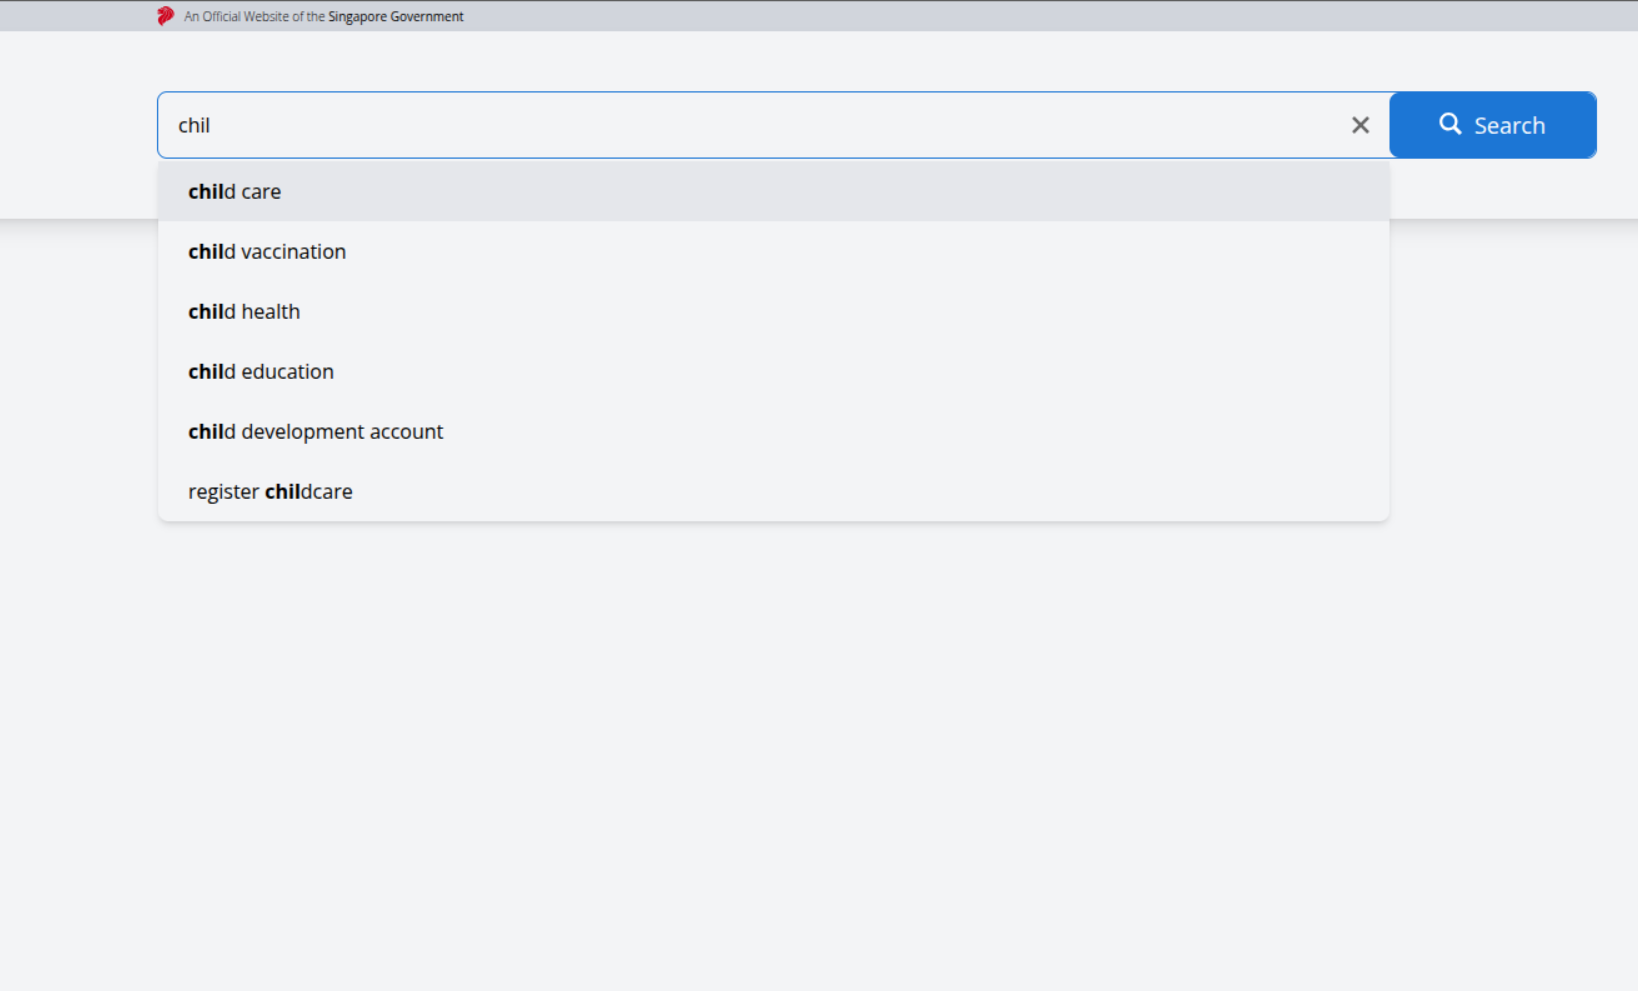 An Official Website of the Singapore Government
chil
Search
child care
child vaccination
child health
child education
child development account
register childcare